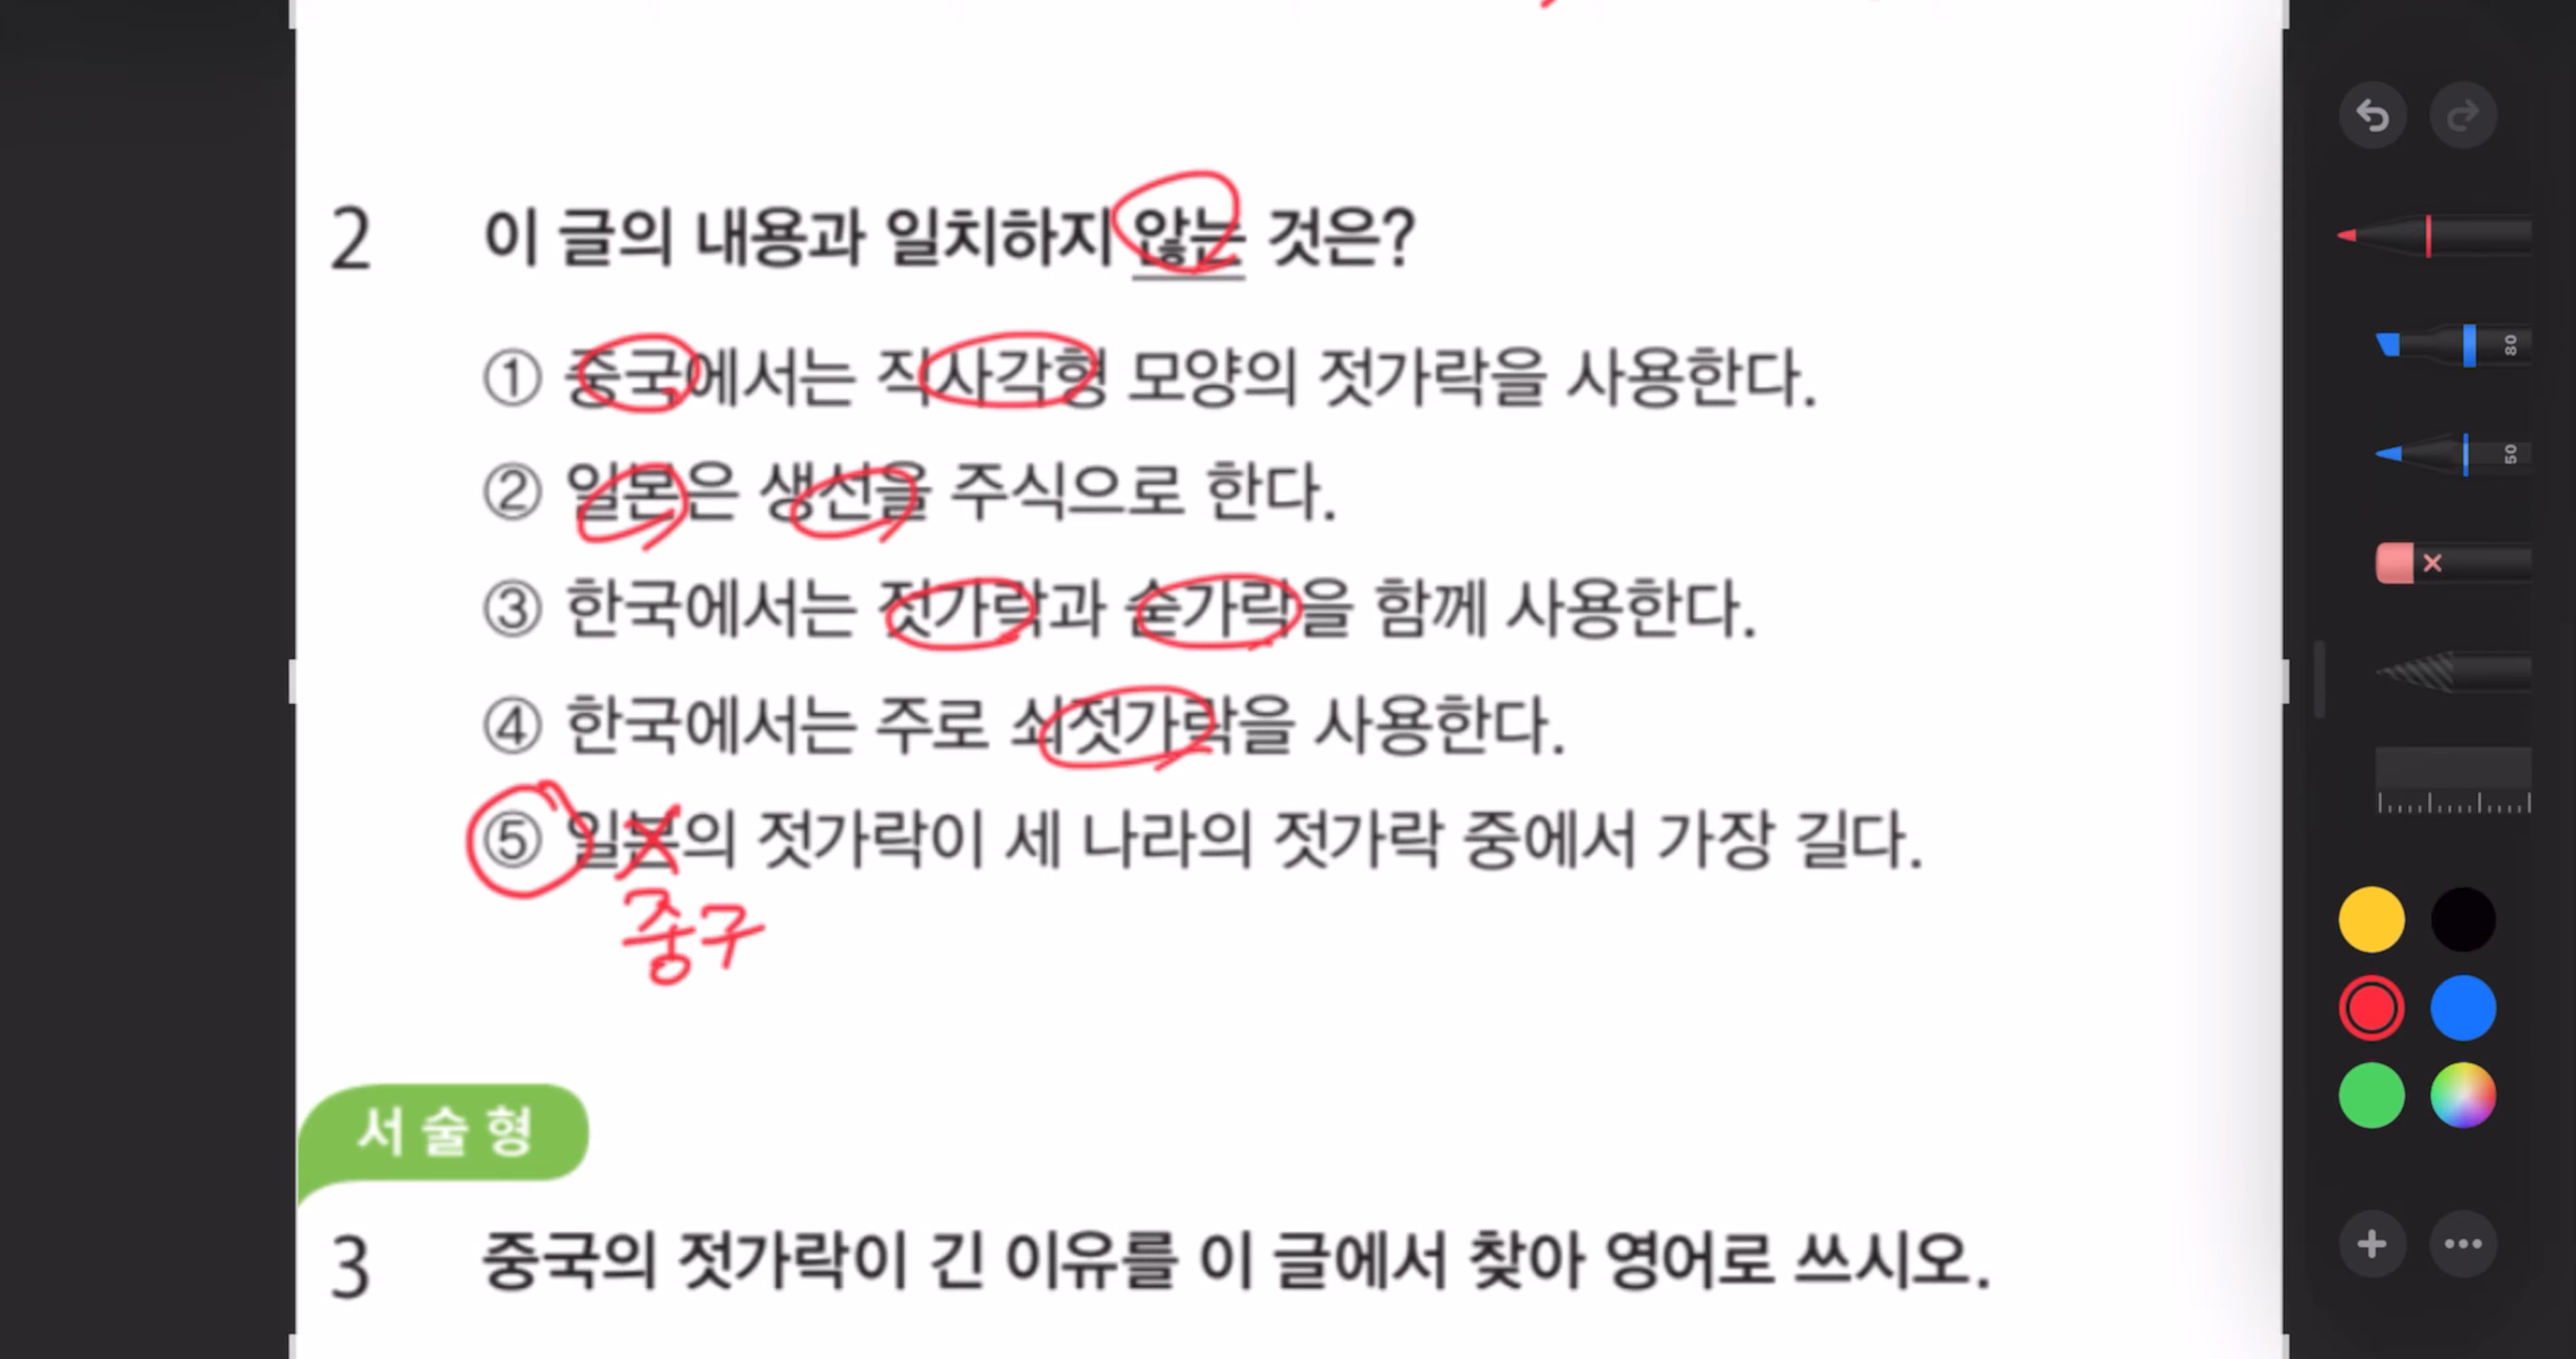 2 이 글의 내용과 일치하지 않는 것은?
① 중국에서는 직사각형 모양의 젓가락을 사용한다.
② 일본은 생선을 주식으로 한다.
③ 한국에서는 젓가락과 숟가락을 함께 사용한다.
④ 한국에서는 주로 쇠젓가락을 사용한다.
⑤ 일본의 젓가락이 세 나라의 젓가락 중에서 가장 길다.
중구
서술형
3 중국의 젓가락이 긴 이유를 이 글에서 찾아 영어로 쓰시오.
80
50